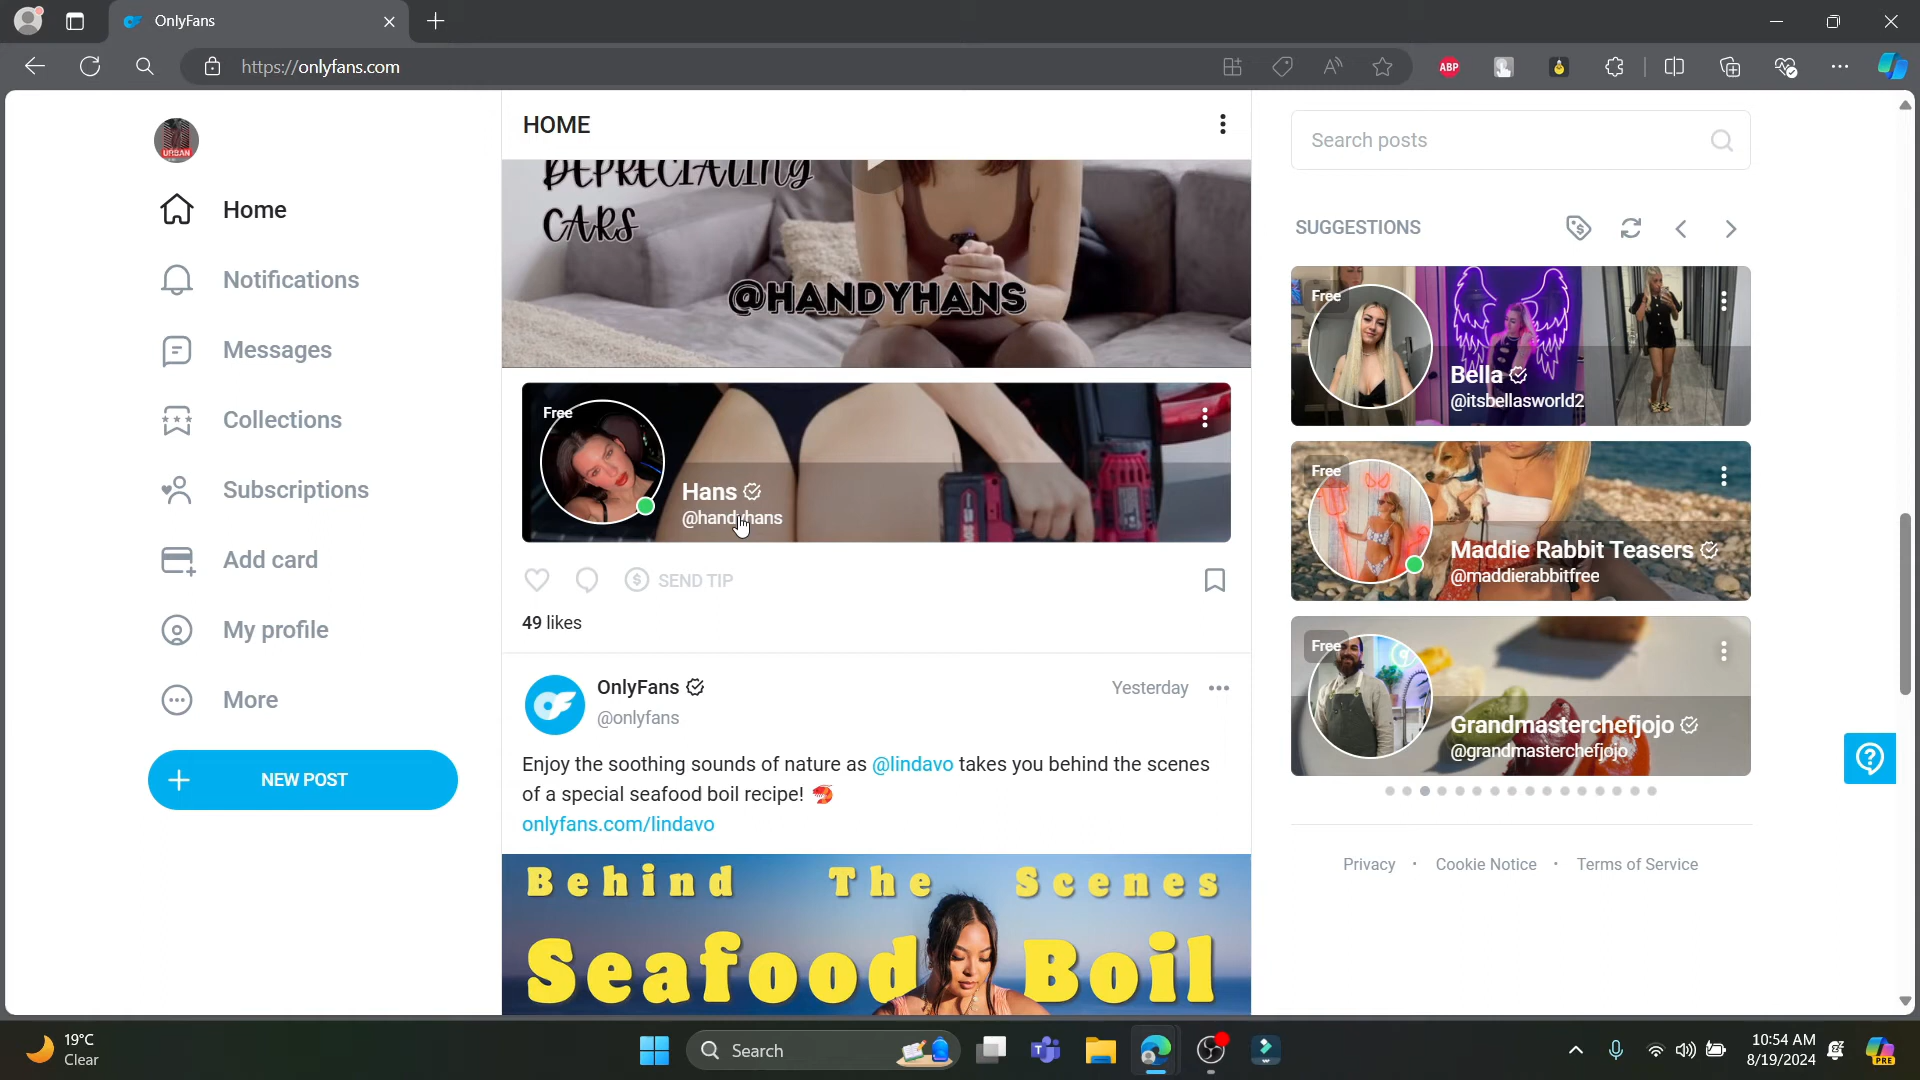 OnlyFans
https://onlyfans.com
ABP
URBAN
Home
Notifications
Messages
Collections
Subscriptions
Add card
My profile
More
NEW POST
HOME
DEPRECIATING
CARS
@HANDYHANS
Free
Hans
@handyhans
SEND TIP
49 likes
OnlyFans
@onlyfans
Yesterday
Enjoy the soothing sounds of nature as @lindavo takes you behind the scenes
of a special seafood boil recipe! 🦐
onlyfans.com/lindavo
Behind The Scenes
Seafood Boil
Search posts
SUGGESTIONS
Free
Bella
@itsbellasworld2
Free
Maddie Rabbit Teasers
@maddierabbitfree
Free
Grandmasterchefjojo
@grandmasterchefjojo
Privacy · Cookie Notice · Terms of Service
19°C
Clear
Search
10:54 AM
8/19/2024
PRE